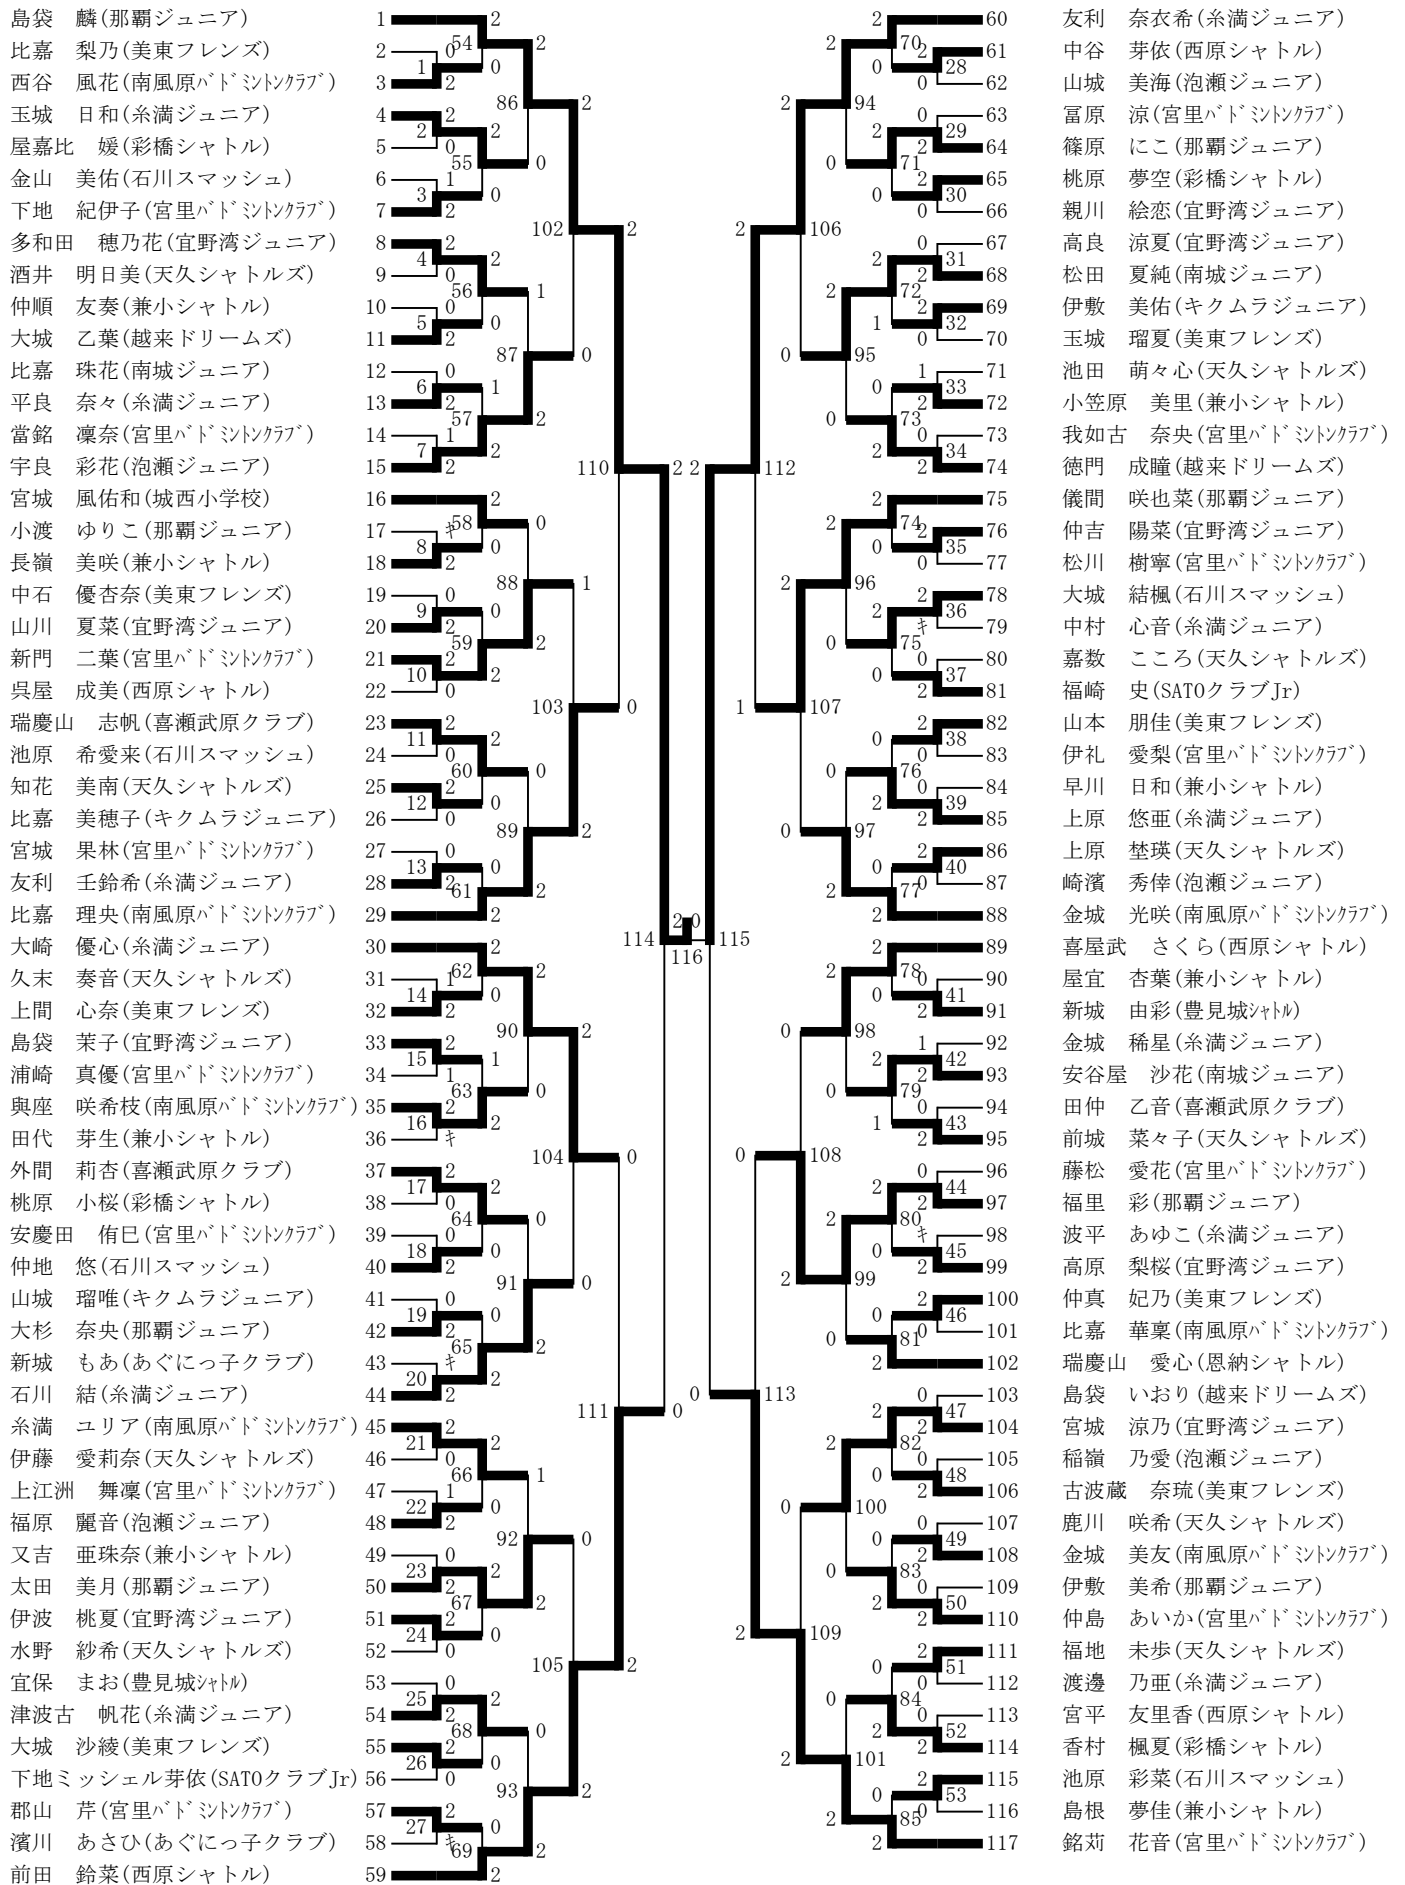 島袋　麟(那覇ジュニア) 1
比嘉　梨乃(美東フレンズ) 2
西谷　風花(南風原ﾊﾞﾄﾞﾐﾝﾄﾝｸﾗﾌﾞ) 3
玉城　日和(糸満ジュニア) 4
屋嘉比　媛(彩橋シャトル) 5
金山　美佑(石川スマッシュ) 6
下地　紀伊子(宮里ﾊﾞﾄﾞﾐﾝﾄﾝｸﾗﾌﾞ) 7
多和田　穂乃花(宜野湾ジュニア) 8
酒井　明日美(天久シャトルズ) 9
仲順　友奏(兼小シャトル) 10
大城　乙葉(越来ドリームズ) 11
比嘉　珠花(南城ジュニア) 12
平良　奈々(糸満ジュニア) 13
當銘　凜奈(宮里ﾊﾞﾄﾞﾐﾝﾄﾝｸﾗﾌﾞ) 14
宇良　彩花(泡瀬ジュニア) 15
宮城　風佑和(城西小学校) 16
小渡　ゆりこ(那覇ジュニア) 17
長嶺　美咲(兼小シャトル) 18
中石　優杏奈(美東フレンズ) 19
山川　夏菜(宜野湾ジュニア) 20
新門　二葉(宮里ﾊﾞﾄﾞﾐﾝﾄﾝｸﾗﾌﾞ) 21
呉屋　成美(西原シャトル) 22
瑞慶山　志帆(喜瀬武原クラブ) 23
池原　希愛来(石川スマッシュ) 24
知花　美南(天久シャトルズ) 25
比嘉　美穂子(キクムラジュニア) 26
宮城　果林(宮里ﾊﾞﾄﾞﾐﾝﾄﾝｸﾗﾌﾞ) 27
友利　壬鈴希(糸満ジュニア) 28
比嘉　理央(南風原ﾊﾞﾄﾞﾐﾝﾄﾝｸﾗﾌﾞ) 29
大崎　優心(糸満ジュニア) 30
久末　奏音(天久シャトルズ) 31
上間　心奈(美東フレンズ) 32
島袋　茉子(宜野湾ジュニア) 33
浦崎　真優(宮里ﾊﾞﾄﾞﾐﾝﾄﾝｸﾗﾌﾞ) 34
與座　咲希枝(南風原ﾊﾞﾄﾞﾐﾝﾄﾝｸﾗﾌﾞ) 35
田代　芽生(兼小シャトル) 36
外間　莉杏(喜瀬武原クラブ) 37
桃原　小桜(彩橋シャトル) 38
安慶田　侑巳(宮里ﾊﾞﾄﾞﾐﾝﾄﾝｸﾗﾌﾞ) 39
仲地　悠(石川スマッシュ) 40
山城　瑠唯(キクムラジュニア) 41
大杉　奈央(那覇ジュニア) 42
新城　もあ(あぐにっ子クラブ) 43
石川　結(糸満ジュニア) 44
糸満　ユリア(南風原ﾊﾞﾄﾞﾐﾝﾄﾝｸﾗﾌﾞ) 45
伊藤　愛莉奈(天久シャトルズ) 46
上江洲　舞凜(宮里ﾊﾞﾄﾞﾐﾝﾄﾝｸﾗﾌﾞ) 47
福原　麗音(泡瀬ジュニア) 48
又吉　亜珠奈(兼小シャトル) 49
太田　美月(那覇ジュニア) 50
伊波　桃夏(宜野湾ジュニア) 51
水野　紗希(天久シャトルズ) 52
宜保　まお(豊見城ｼｬﾄﾙ) 53
津波古　帆花(糸満ジュニア) 54
大城　沙綾(美東フレンズ) 55
下地ミッシェル芽依(SATOクラブJr) 56
郡山　芹(宮里ﾊﾞﾄﾞﾐﾝﾄﾝｸﾗﾌﾞ) 57
濱川　あさひ(あぐにっ子クラブ) 58
前田　鈴菜(西原シャトル) 59
60 友利　奈衣希(糸満ジュニア)
61 中谷　芽依(西原シャトル)
62 山城　美海(泡瀬ジュニア)
63 冨原　涼(宮里ﾊﾞﾄﾞﾐﾝﾄﾝｸﾗﾌﾞ)
64 篠原　にこ(那覇ジュニア)
65 桃原　夢空(彩橋シャトル)
66 親川　絵恋(宜野湾ジュニア)
67 高良　涼夏(宜野湾ジュニア)
68 松田　夏純(南城ジュニア)
69 伊敷　美佑(キクムラジュニア)
70 玉城　瑠夏(美東フレンズ)
71 池田　萌々心(天久シャトルズ)
72 小笠原　美里(兼小シャトル)
73 我如古　奈央(宮里ﾊﾞﾄﾞﾐﾝﾄﾝｸﾗﾌﾞ)
74 徳門　成瞳(越来ドリームズ)
75 儀間　咲也菜(那覇ジュニア)
76 仲吉　陽菜(宜野湾ジュニア)
77 松川　樹寧(宮里ﾊﾞﾄﾞﾐﾝﾄﾝｸﾗﾌﾞ)
78 大城　結楓(石川スマッシュ)
79 中村　心音(糸満ジュニア)
80 嘉数　こころ(天久シャトルズ)
81 福崎　史(SATOクラブJr)
82 山本　朋佳(美東フレンズ)
83 伊礼　愛梨(宮里ﾊﾞﾄﾞﾐﾝﾄﾝｸﾗﾌﾞ)
84 早川　日和(兼小シャトル)
85 上原　悠亜(糸満ジュニア)
86 上原　埜瑛(天久シャトルズ)
87 崎濱　秀倖(泡瀬ジュニア)
88 金城　光咲(南風原ﾊﾞﾄﾞﾐﾝﾄﾝｸﾗﾌﾞ)
89 喜屋武　さくら(西原シャトル)
90 屋宜　杏葉(兼小シャトル)
91 新城　由彩(豊見城ｼｬﾄﾙ)
92 金城　稀星(糸満ジュニア)
93 安谷屋　沙花(南城ジュニア)
94 田仲　乙音(喜瀬武原クラブ)
95 前城　菜々子(天久シャトルズ)
96 藤松　愛花(宮里ﾊﾞﾄﾞﾐﾝﾄﾝｸﾗﾌﾞ)
97 福里　彩(那覇ジュニア)
98 波平　あゆこ(糸満ジュニア)
99 高原　梨桜(宜野湾ジュニア)
100 仲真　妃乃(美東フレンズ)
101 比嘉　華稟(南風原ﾊﾞﾄﾞﾐﾝﾄﾝｸﾗﾌﾞ)
102 瑞慶山　愛心(恩納シャトル)
103 島袋　いおり(越来ドリームズ)
104 宮城　涼乃(宜野湾ジュニア)
105 稲嶺　乃愛(泡瀬ジュニア)
106 古波蔵　奈琉(美東フレンズ)
107 鹿川　咲希(天久シャトルズ)
108 金城　美友(南風原ﾊﾞﾄﾞﾐﾝﾄﾝｸﾗﾌﾞ)
109 伊敷　美希(那覇ジュニア)
110 仲島　あいか(宮里ﾊﾞﾄﾞﾐﾝﾄﾝｸﾗﾌﾞ)
111 福地　未歩(天久シャトルズ)
112 渡邊　乃亜(糸満ジュニア)
113 宮平　友里香(西原シャトル)
114 香村　楓夏(彩橋シャトル)
115 池原　彩菜(石川スマッシュ)
116 島根　夢佳(兼小シャトル)
117 銘苅　花音(宮里ﾊﾞﾄﾞﾐﾝﾄﾝｸﾗﾌﾞ)